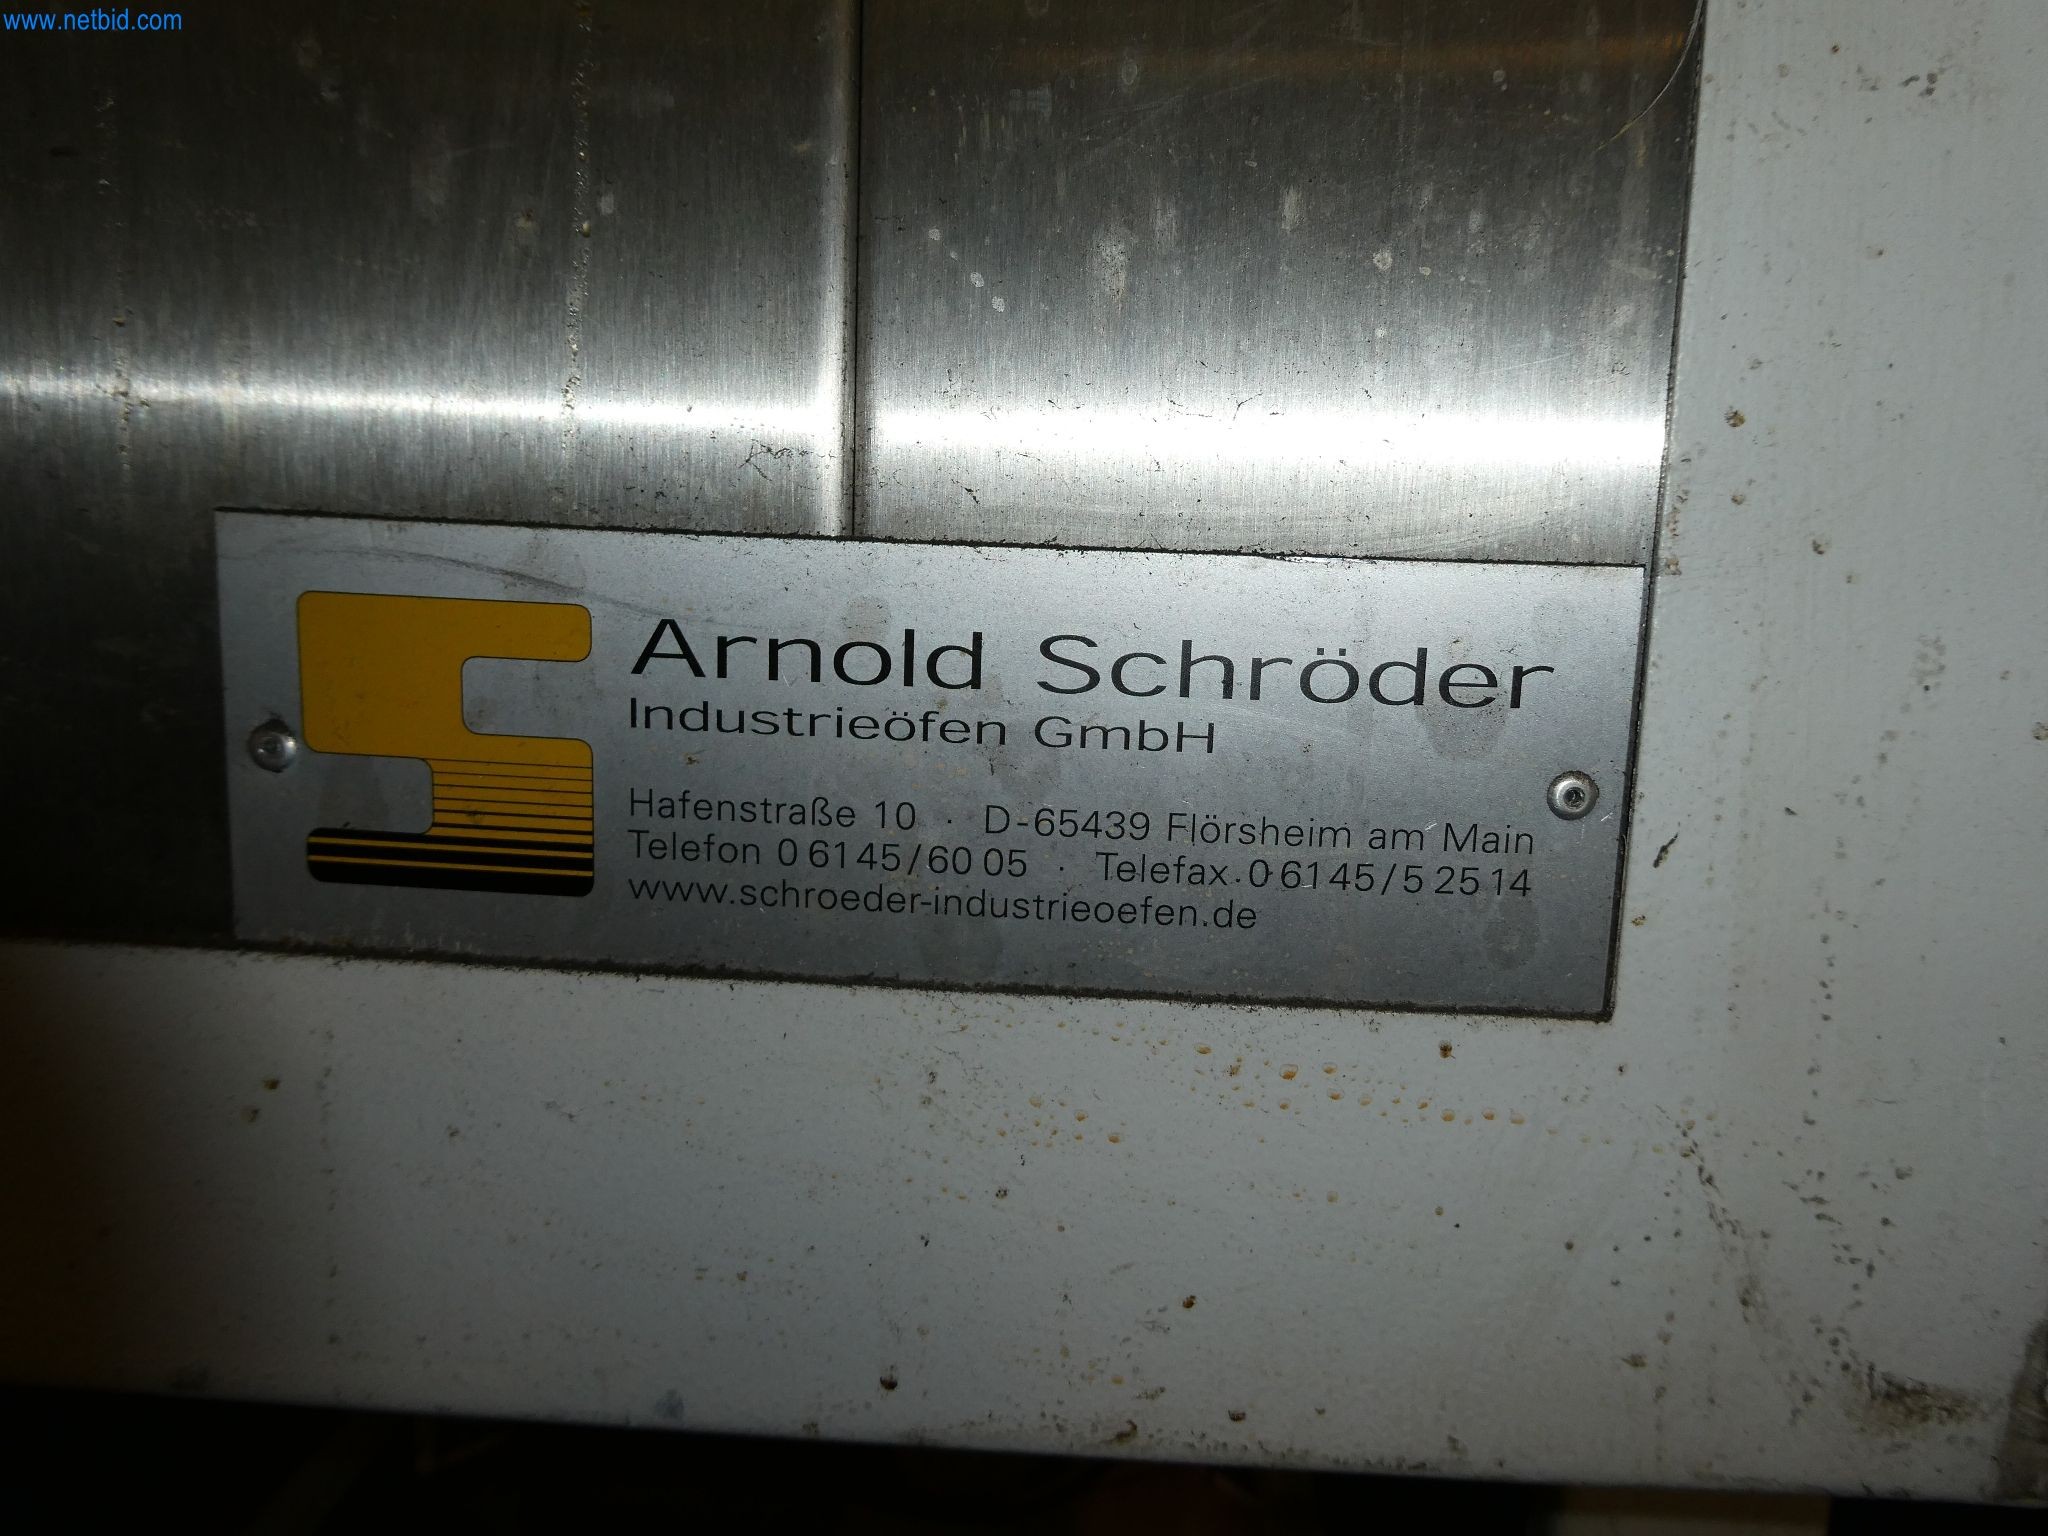 www.netbid.com
Arnold Schröder
Industrieöfen GmbH
Hafenstraße 10 · D-65439 Flörsheim am Main
Telefon 0 61 45/60 05 · Telefax 0 61 45/5 25 14
www.schroeder-industrieoefen.de